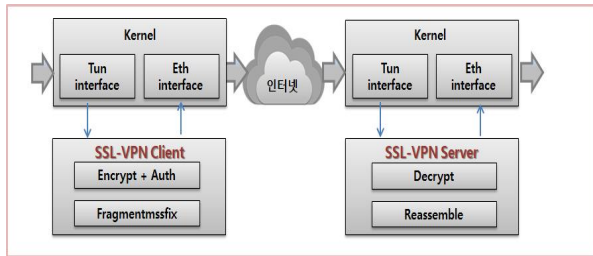 Kernel
Tun interface
Eth interface
SSL-VPN Client
Encrypt + Auth
Fragmentmssfix
인터넷
Kernel
Tun interface
Eth interface
SSL-VPN Server
Decrypt
Reassemble